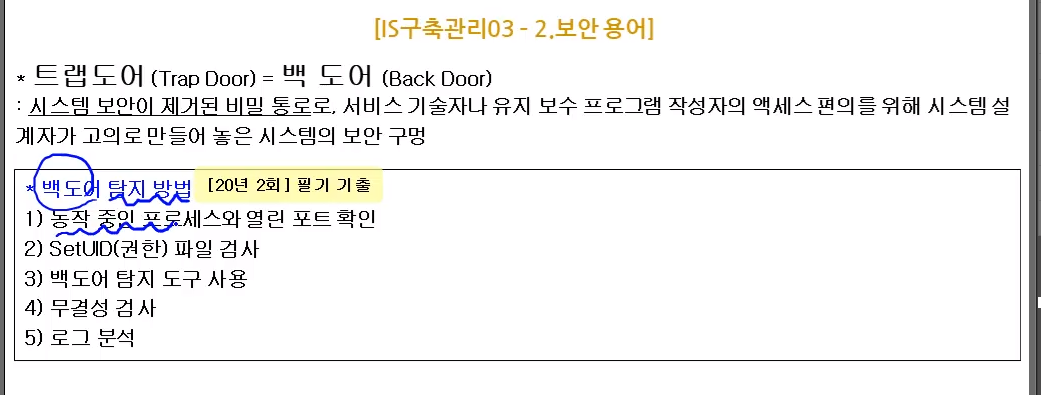 [IS구축관리03 - 2.보안 용어]
* 트랩도어 (Trap Door) = 백 도어 (Back Door)
: 시스템 보안이 제거된 비밀 통로로, 서비스 기술자나 유지 보수 프로그램 작성자의 액세스 편의를 위해 시스템 설
계자가 고의로 만들어 놓은 시스템의 보안 구멍
* 백도어 탐지 방법 [20년 2회] 필기 기출
1) 동작 중인 프로세스와 열린 포트 확인
2) SetUID(권한) 파일 검사
3) 백도어 탐지 도구 사용
4) 무결성 검사
5) 로그 분석